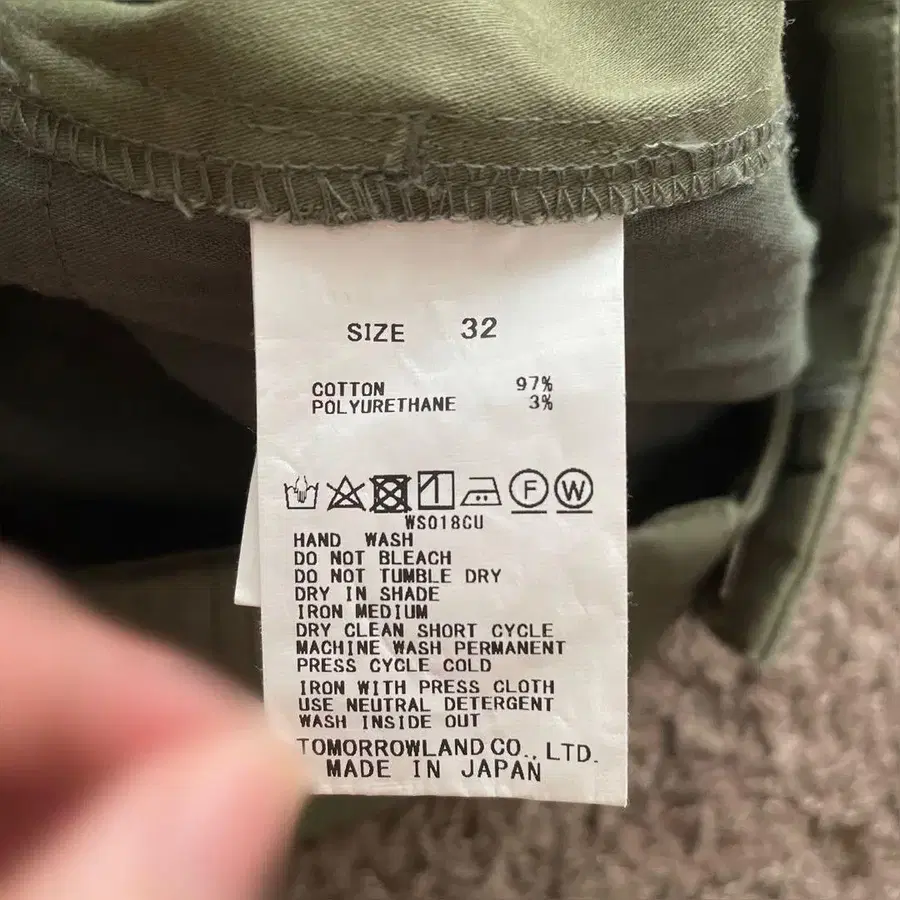 SIZE 32
COTTON 97%
POLYURETHANE 3%
F W
WS018CU
HAND WASH
DO NOT BLEACH
DO NOT TUMBLE DRY
DRY IN SHADE
IRON MEDIUM
DRY CLEAN SHORT CYCLE
MACHINE WASH PERMANENT
PRESS CYCLE COLD
IRON WITH PRESS CLOTH
USE NEUTRAL DETERGENT
WASH INSIDE OUT
TOMORROWLAND CO., LTD.
MADE IN JAPAN